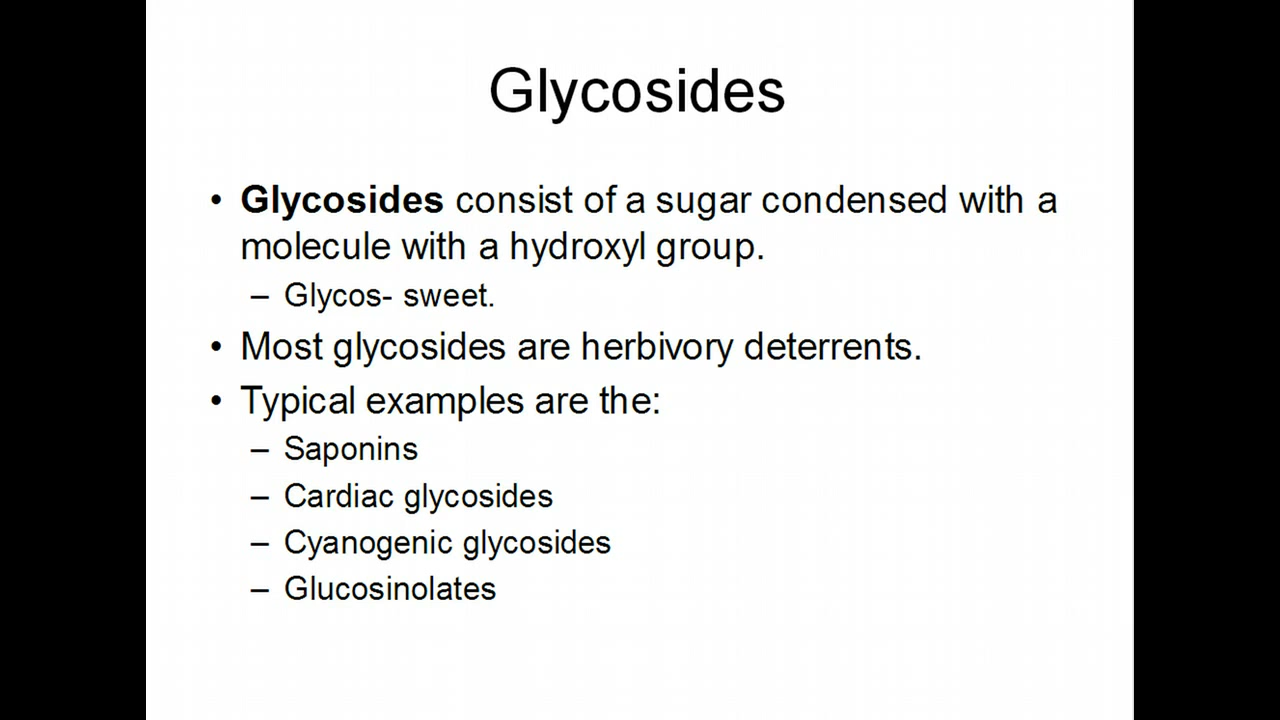 Glycosides
• Glycosides consist of a sugar condensed with a
molecule with a hydroxyl group.
– Glycos- sweet.
• Most glycosides are herbivory deterrents.
• Typical examples are the:
– Saponins
– Cardiac glycosides
– Cyanogenic glycosides
– Glucosinolates